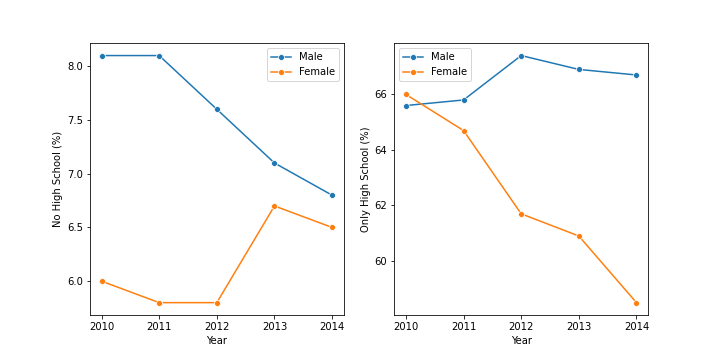 Male
Female
8.0
7.5
7.0
6.5
6.0
No High School (%)
2010 2011 2012 2013 2014
Year
Male
Female
66
64
62
60
Only High School (%)
2010 2011 2012 2013 2014
Year